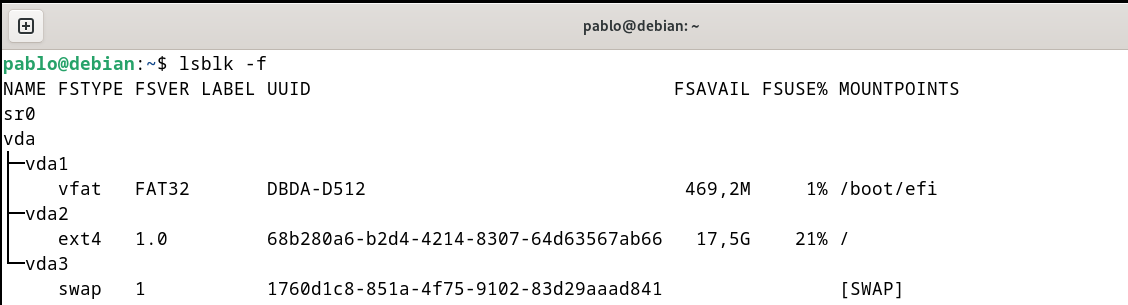 pablo@debian: ~
pablo@debian:~$ lsblk -f
NAME FSTYPE FSVER LABEL UUID                                 FSAVAIL FSUSE% MOUNTPOINTS
sr0
vda
├─vda1
     vfat   FAT32       DBDA-D512                             469,2M     1% /boot/efi
├─vda2
     ext4   1.0         68b280a6-b2d4-4214-8307-64d63567ab66   17,5G    21% /
└─vda3
     swap   1           1760d1c8-851a-4f75-9102-83d29aaad841                [SWAP]